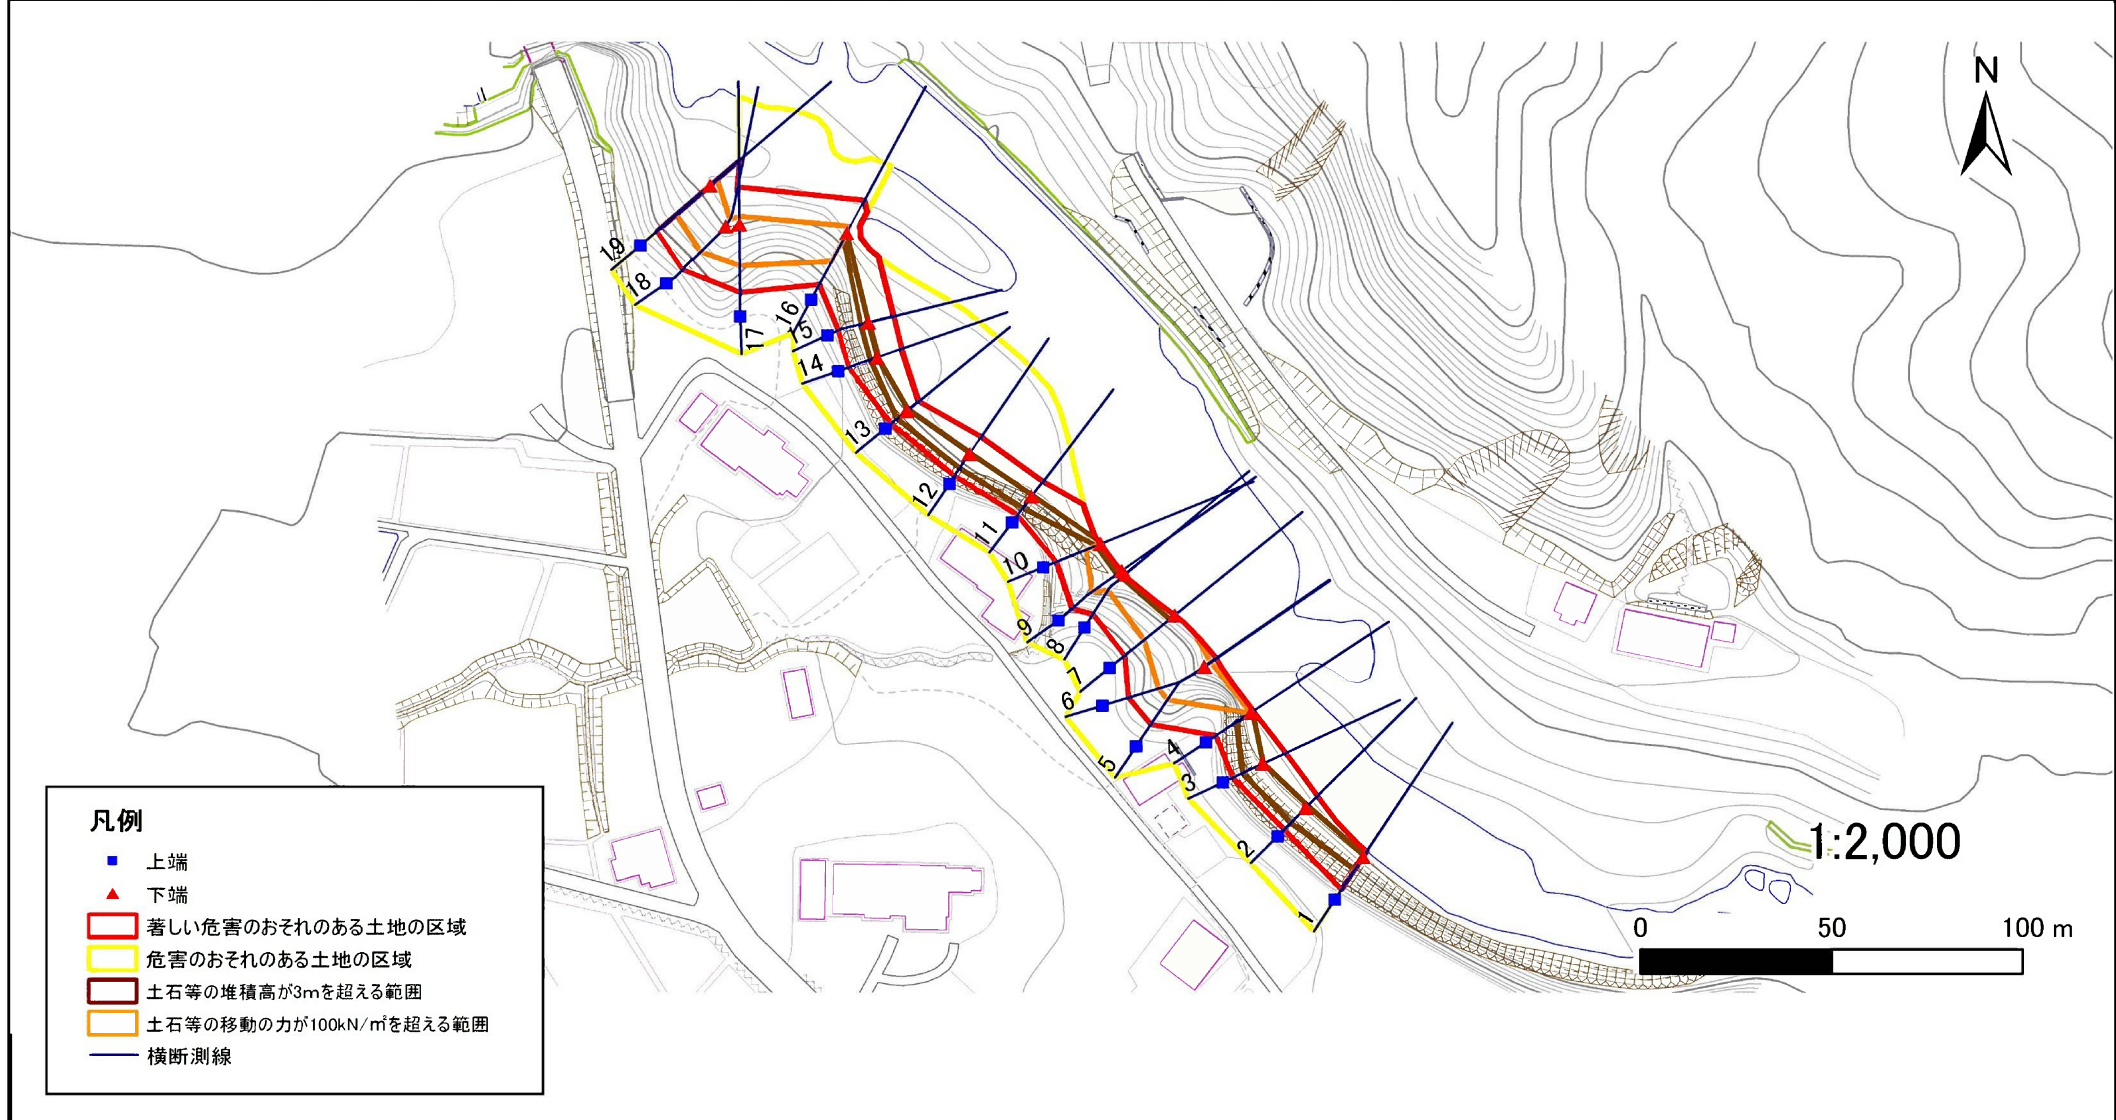 N
19
18
17
16
15
14
13
12
11
10
9
8
7
6
5
4
3
2
1
1:2,000
0 50 100 m
凡例
上端
下端
著しい危害のおそれのある土地の区域
危害のおそれのある土地の区域
土石等の堆積高が3mを超える範囲
土石等の移動の力が100kN/㎡を超える範囲
横断測線